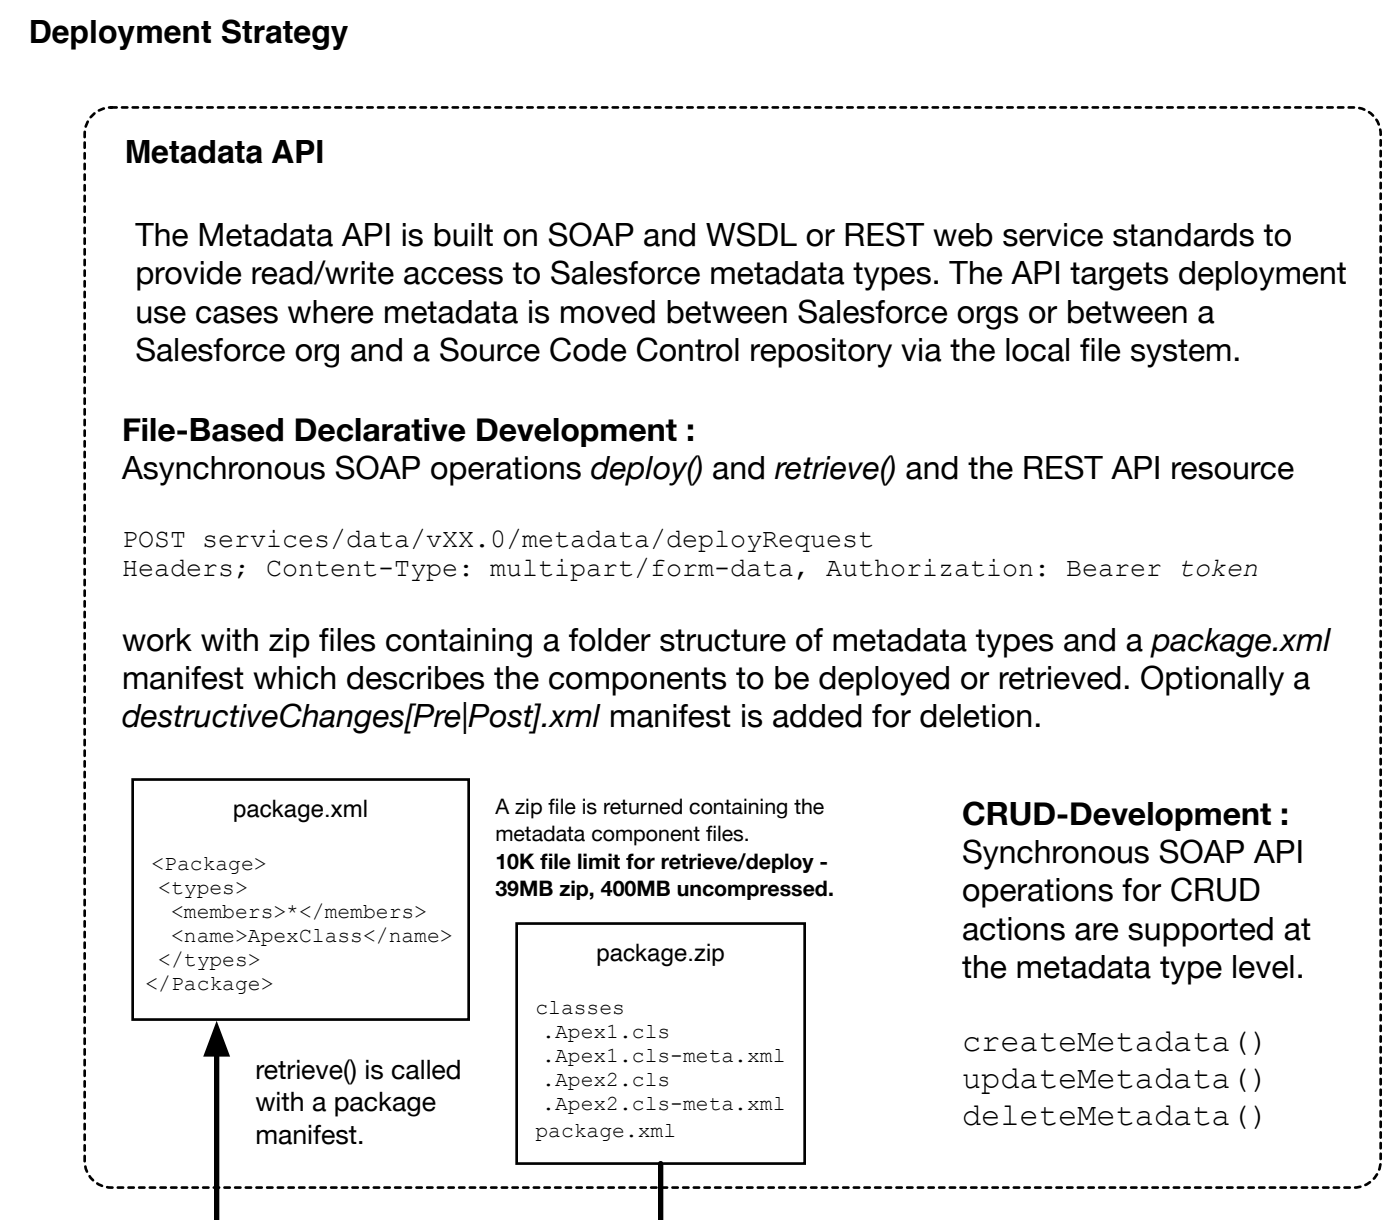 Deployment Strategy
Metadata API
The Metadata API is built on SOAP and WSDL or REST web service standards to
provide read/write access to Salesforce metadata types. The API targets deployment
use cases where metadata is moved between Salesforce orgs or between a
Salesforce org and a Source Code Control repository via the local file system.
File-Based Declarative Development :
Asynchronous SOAP operations deploy() and retrieve() and the REST API resource
POST services/data/vXX.0/metadata/deployRequest
Headers; Content-Type: multipart/form-data, Authorization: Bearer token
work with zip files containing a folder structure of metadata types and a package.xml
manifest which describes the components to be deployed or retrieved. Optionally a
destructiveChanges[Pre|Post].xml manifest is added for deletion.
package.xml
<Package>
<types>
<members>*</members>
<name>ApexClass</name>
</types>
</Package>
retrieve() is called
with a package
manifest.
A zip file is returned containing the
metadata component files.
10K file limit for retrieve/deploy -
39MB zip, 400MB uncompressed.
package.zip
classes
.Apex1.cls
.Apex1.cls-meta.xml
.Apex2.cls
.Apex2.cls-meta.xml
package.xml
CRUD-Development :
Synchronous SOAP API
operations for CRUD
actions are supported at
the metadata type level.
createMetadata()
updateMetadata()
deleteMetadata()